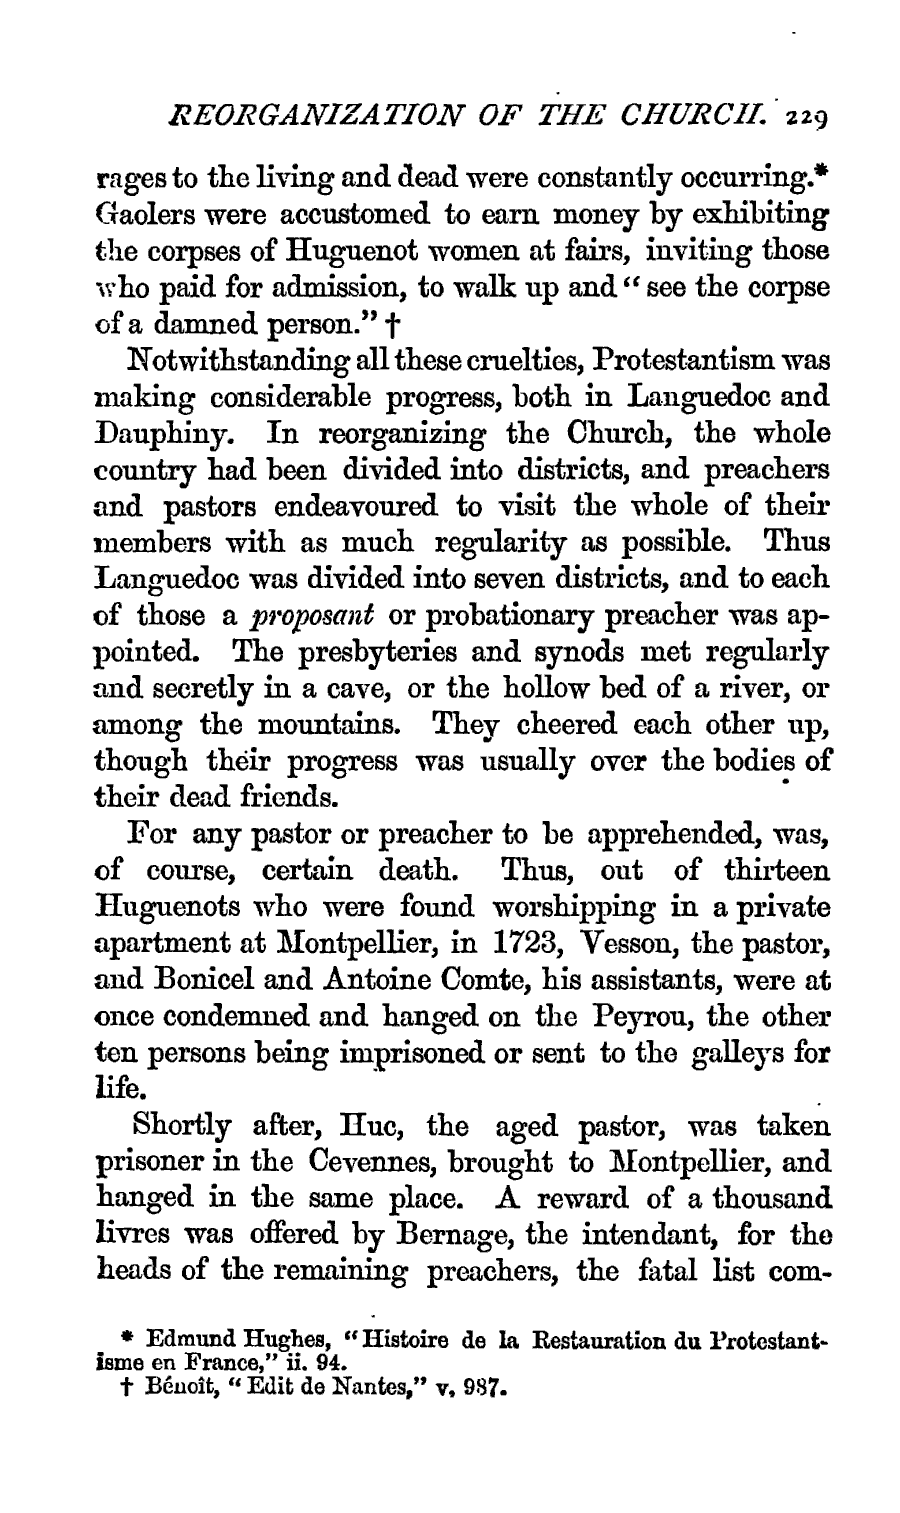 REORGANIZATION OF THE CHURCH. 229
rages to the living and dead were constantly occurring.*
Gaolers were accustomed to earn money by exhibiting
the corpses of Huguenot women at fairs, inviting those
who paid for admission, to walk up and “ see the corpse
of a damned person.” †
Notwithstanding all these cruelties, Protestantism was
making considerable progress, both in Languedoc and
Dauphiny. In reorganizing the Church, the whole
country had been divided into districts, and preachers
and pastors endeavoured to visit the whole of their
members with as much regularity as possible. Thus
Languedoc was divided into seven districts, and to each
of those a proposant or probationary preacher was ap-
pointed. The presbyteries and synods met regularly
and secretly in a cave, or the hollow bed of a river, or
among the mountains. They cheered each other up,
though their progress was usually over the bodies of
their dead friends.
For any pastor or preacher to be apprehended, was,
of course, certain death. Thus, out of thirteen
Huguenots who were found worshipping in a private
apartment at Montpellier, in 1723, Vesson, the pastor,
and Bonicel and Antoine Comte, his assistants, were at
once condemned and hanged on the Peyrou, the other
ten persons being imprisoned or sent to the galleys for
life.
Shortly after, Huc, the aged pastor, was taken
prisoner in the Cevennes, brought to Montpellier, and
hanged in the same place. A reward of a thousand
livres was offered by Bernage, the intendant, for the
heads of the remaining preachers, the fatal list com-
* Edmund Hughes, “Histoire de la Restauration du Protestant-
isme en France,” ii. 94.
† Bénoît, “ Edit de Nantes,” v. 987.